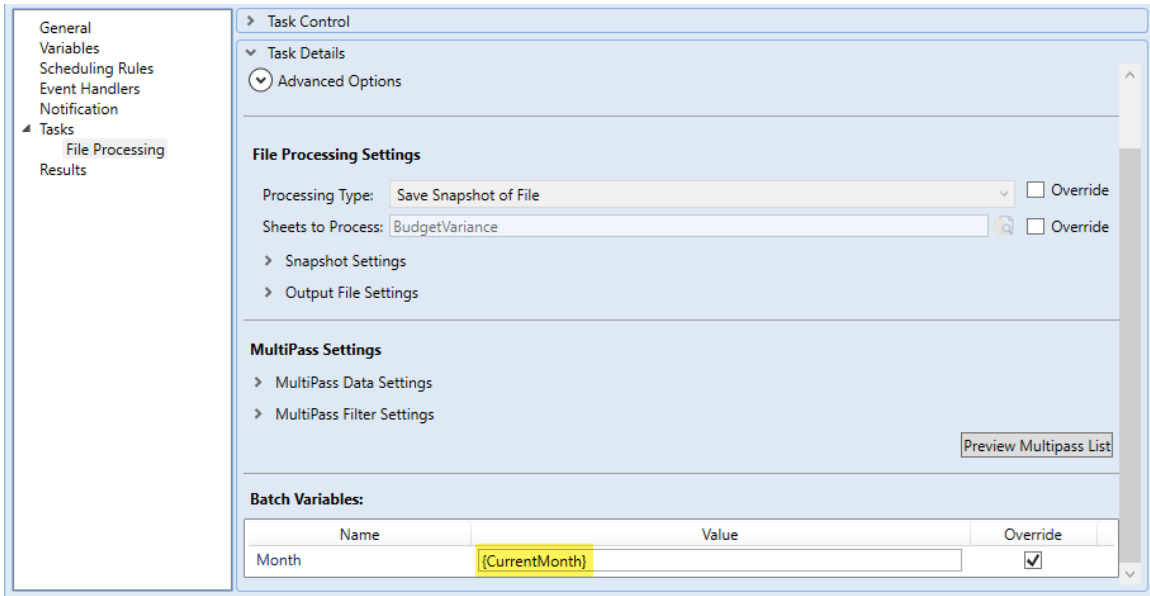 General
Variables
Scheduling Rules
Event Handlers
Notification
Tasks
File Processing
Results
Task Control
Task Details
Advanced Options
File Processing Settings
Processing Type: Save Snapshot of File Override
Sheets to Process: BudgetVariance Override
Snapshot Settings
Output File Settings
MultiPass Settings
MultiPass Data Settings
MultiPass Filter Settings
Preview Multipass List
Batch Variables:
Name Value Override
Month {CurrentMonth}